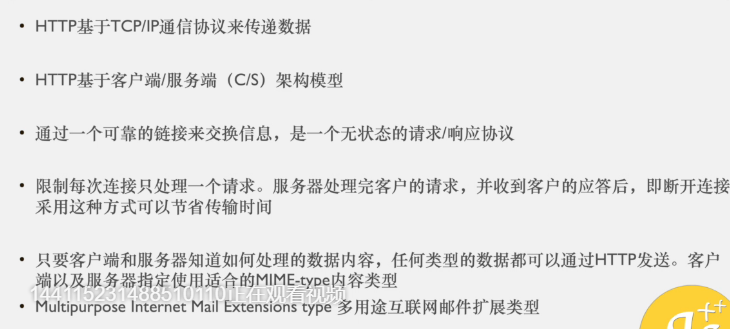 • HTTP基于TCP/IP通信协议来传递数据
• HTTP基于客户端/服务端（C/S）架构模型
• 通过一个可靠的链接来交换信息，是一个无状态的请求/响应协议
• 限制每次连接只处理一个请求。服务器处理完客户的请求，并收到客户的应答后，即断开连接
采用这种方式可以节省传输时间
• 只要客户端和服务器知道如何处理的数据内容，任何类型的数据都可以通过HTTP发送。客户
端以及服务器指定使用适合的MIME-type内容类型
144115231488510110正在观看视频
• Multipurpose Internet Mail Extensions type 多用途互联网邮件扩展类型